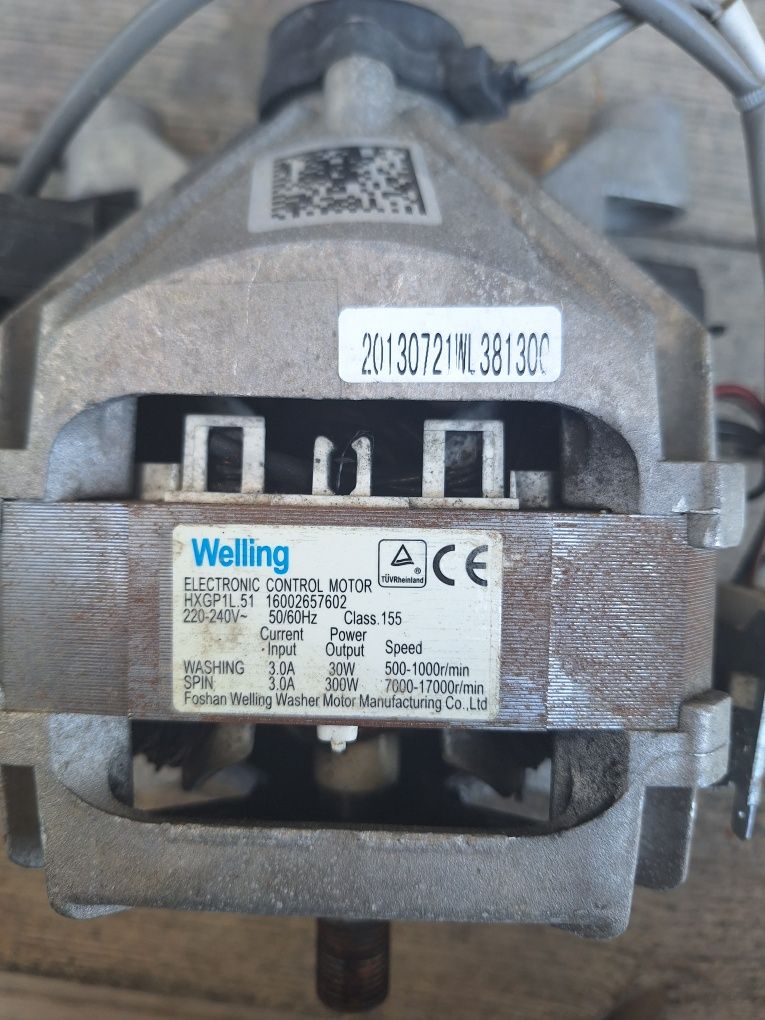 20130721WL381300
Welling
TÜVRheinland
CE
ELECTRONIC CONTROL MOTOR
HXGP1L.51 16002657602
220-240V~ 50/60Hz Class.155
Current Power
Input Output Speed
WASHING 3.0A 30W 500-1000r/min
SPIN 3.0A 300W 7000-17000r/min
Foshan Welling Washer Motor Manufacturing Co.,Ltd